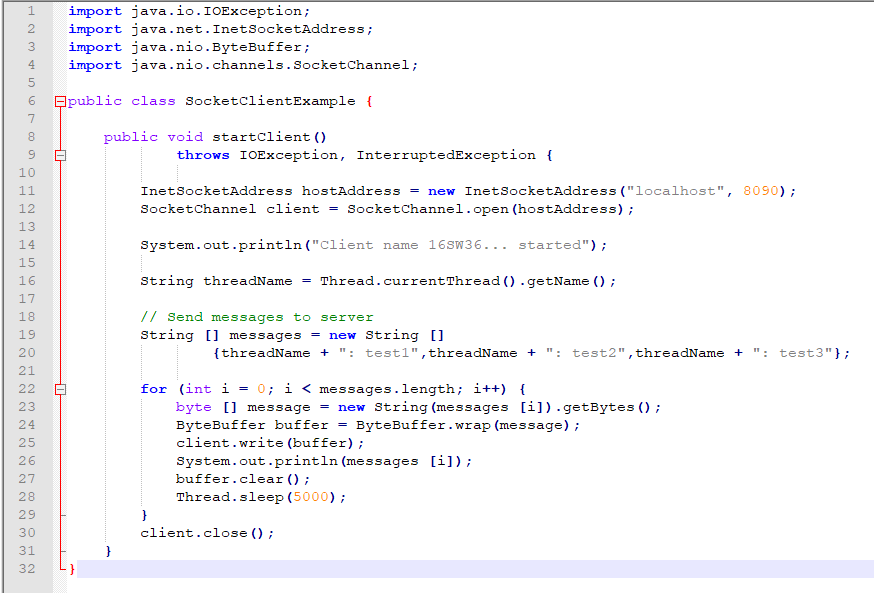 1 import java.io.IOException;
2 import java.net.InetSocketAddress;
3 import java.nio.ByteBuffer;
4 import java.nio.channels.SocketChannel;
5
6 public class SocketClientExample {
7
8 public void startClient()
9 throws IOException, InterruptedException {
10
11 InetSocketAddress hostAddress = new InetSocketAddress("localhost", 8090);
12 SocketChannel client = SocketChannel.open(hostAddress);
13
14 System.out.println("Client name 16SW36... started");
15
16 String threadName = Thread.currentThread().getName();
17
18 // Send messages to server
19 String [] messages = new String []
20 {threadName + ": test1",threadName + ": test2",threadName + ": test3"};
21
22 for (int i = 0; i < messages.length; i++) {
23 byte [] message = new String(messages [i]).getBytes();
24 ByteBuffer buffer = ByteBuffer.wrap(message);
25 client.write(buffer);
26 System.out.println(messages [i]);
27 buffer.clear();
28 Thread.sleep(5000);
29 }
30 client.close();
31 }
32 }